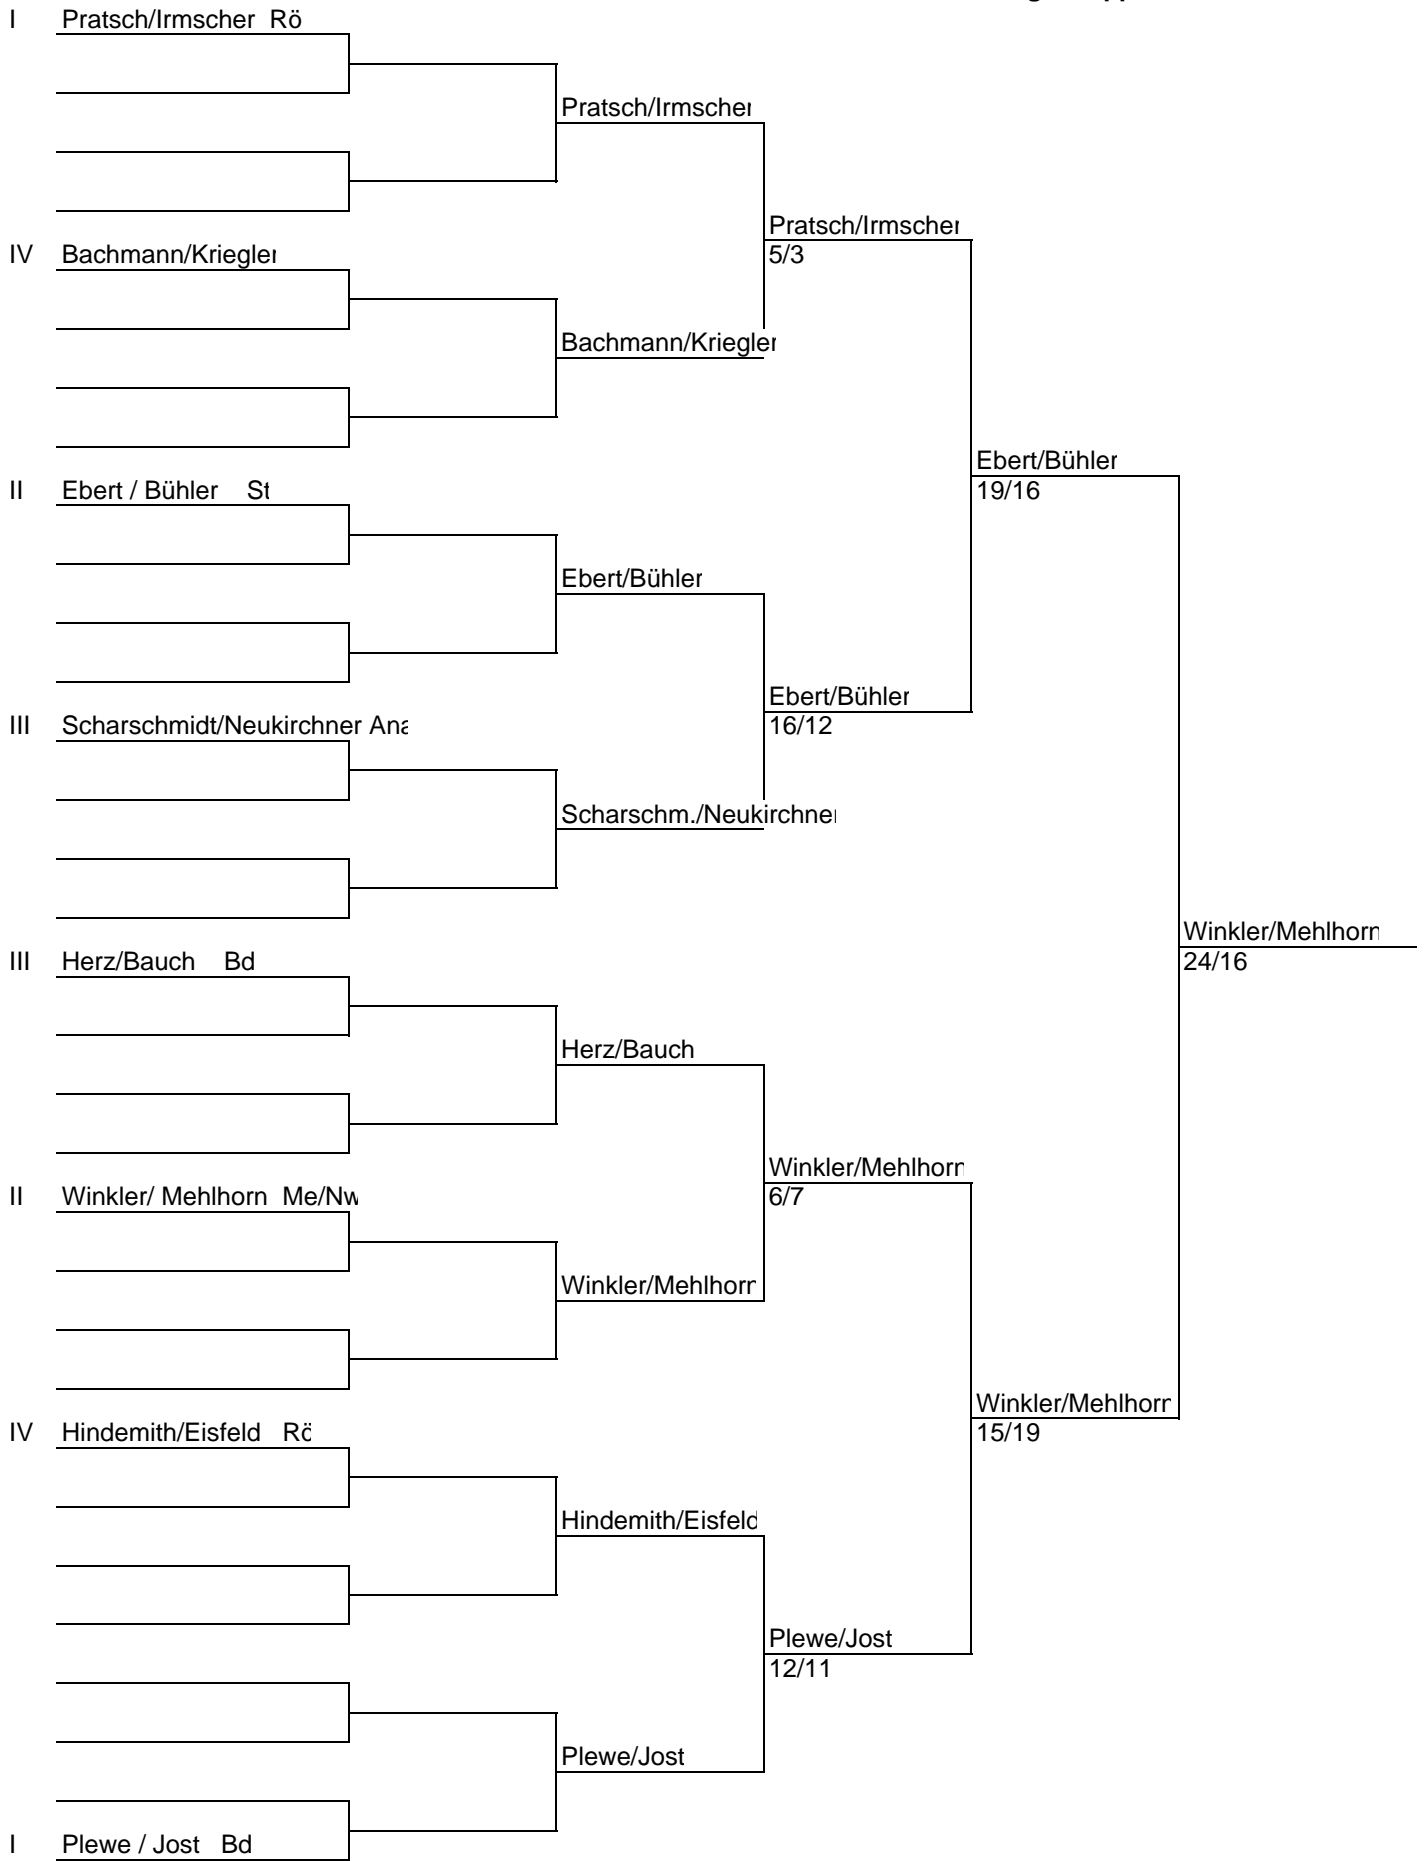 I Pratsch/Irmscher Rö
Pratsch/Irmscher
Pratsch/Irmscher
5/3
IV Bachmann/Kriegler
Bachmann/Kriegler
Ebert/Bühler
19/16
II Ebert / Bühler St
Ebert/Bühler
Ebert/Bühler
16/12
III Scharschmidt/Neukirchner Ana
Scharschm./Neukirchner
Winkler/Mehlhorn
24/16
III Herz/Bauch Bd
Herz/Bauch
Winkler/Mehlhorn
6/7
II Winkler/ Mehlhorn Me/Nw
Winkler/Mehlhorn
Winkler/Mehlhorn
15/19
IV Hindemith/Eisfeld Rö
Hindemith/Eisfeld
Plewe/Jost
12/11
Plewe/Jost
I Plewe / Jost Bd